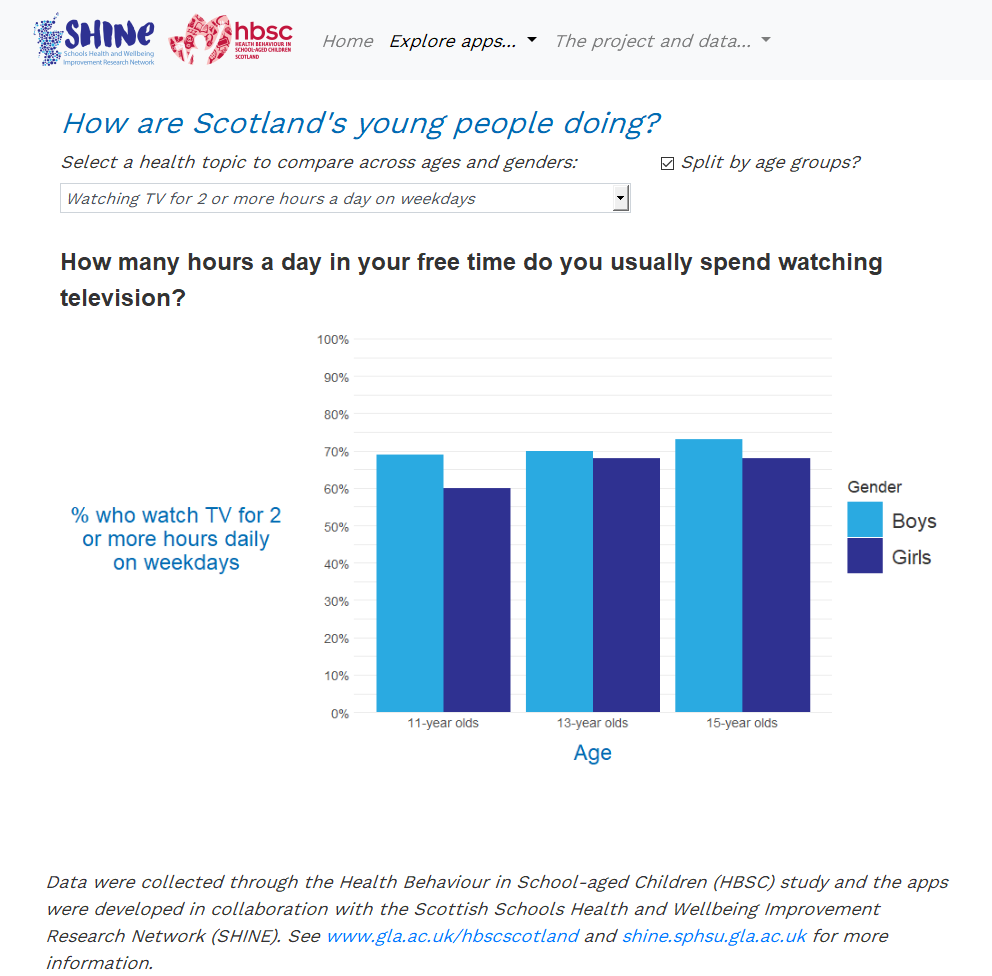 SHINE
Schools Health and Wellbeing
Improvement Research Network
hbsc
HEALTH BEHAVIOUR IN
SCHOOL-AGED CHILDREN
SCOTLAND
Home Explore apps... The project and data...
How are Scotland's young people doing?
Select a health topic to compare across ages and genders:
Split by age groups?
Watching TV for 2 or more hours a day on weekdays
How many hours a day in your free time do you usually spend watching
television?
% who watch TV for 2
or more hours daily
on weekdays
100%
90%
80%
70%
60%
50%
40%
30%
20%
10%
0%
11-year olds 13-year olds 15-year olds
Age
Gender
Boys
Girls
Data were collected through the Health Behaviour in School-aged Children (HBSC) study and the apps
were developed in collaboration with the Scottish Schools Health and Wellbeing Improvement
Research Network (SHINE). See www.gla.ac.uk/hbscscotland and shine.sphsu.gla.ac.uk for more
information.